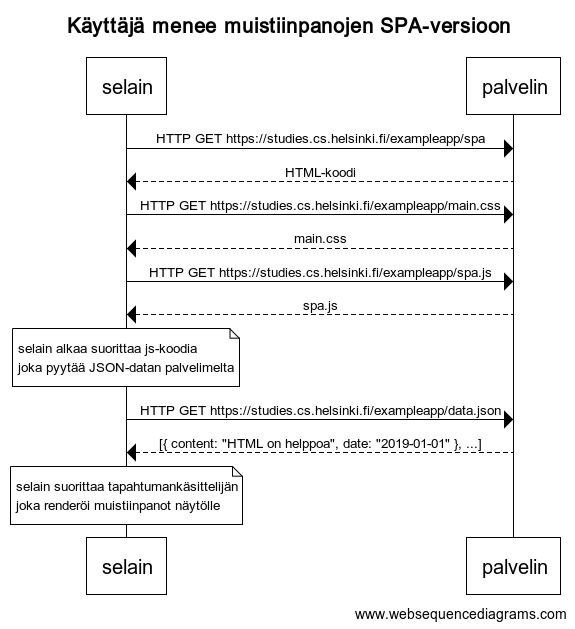 Käyttäjä menee muistiinpanojen SPA-versioon
selain
palvelin
HTTP GET https://studies.cs.helsinki.fi/exampleapp/spa
HTML-koodi
HTTP GET https://studies.cs.helsinki.fi/exampleapp/main.css
main.css
HTTP GET https://studies.cs.helsinki.fi/exampleapp/spa.js
spa.js
selain alkaa suorittaa js-koodia
joka pyytää JSON-datan palvelimelta
HTTP GET https://studies.cs.helsinki.fi/exampleapp/data.json
[{ content: "HTML on helppoa", date: "2019-01-01" }, ...]
selain suorittaa tapahtumankäsittelijän
joka renderöi muistiinpanot näytölle
selain
palvelin
www.websequencediagrams.com